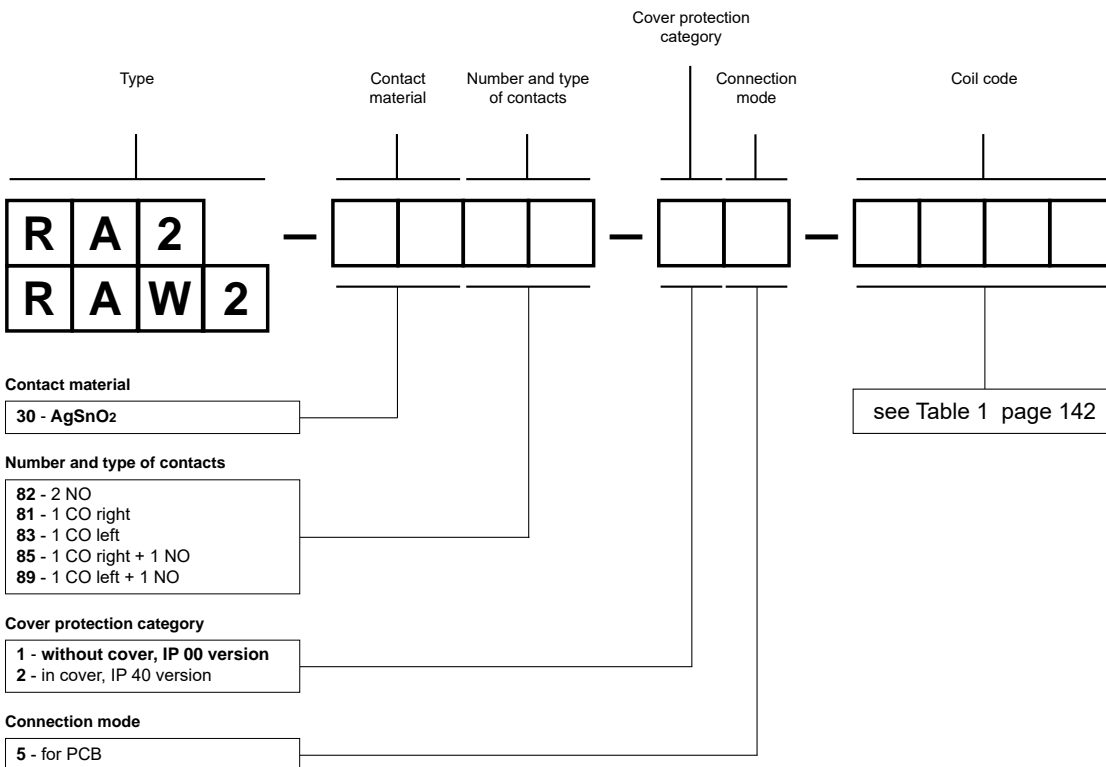 Cover protection
category
Type
Contact
material
Number and type
of contacts
Connection
mode
Coil code
R A 2 – – –
R A W 2
Contact material
30 - AgSnO2
see Table 1 page 142
Number and type of contacts
82 - 2 NO
81 - 1 CO right
83 - 1 CO left
85 - 1 CO right + 1 NO
89 - 1 CO left + 1 NO
Cover protection category
1 - without cover, IP 00 version
2 - in cover, IP 40 version
Connection mode
5 - for PCB